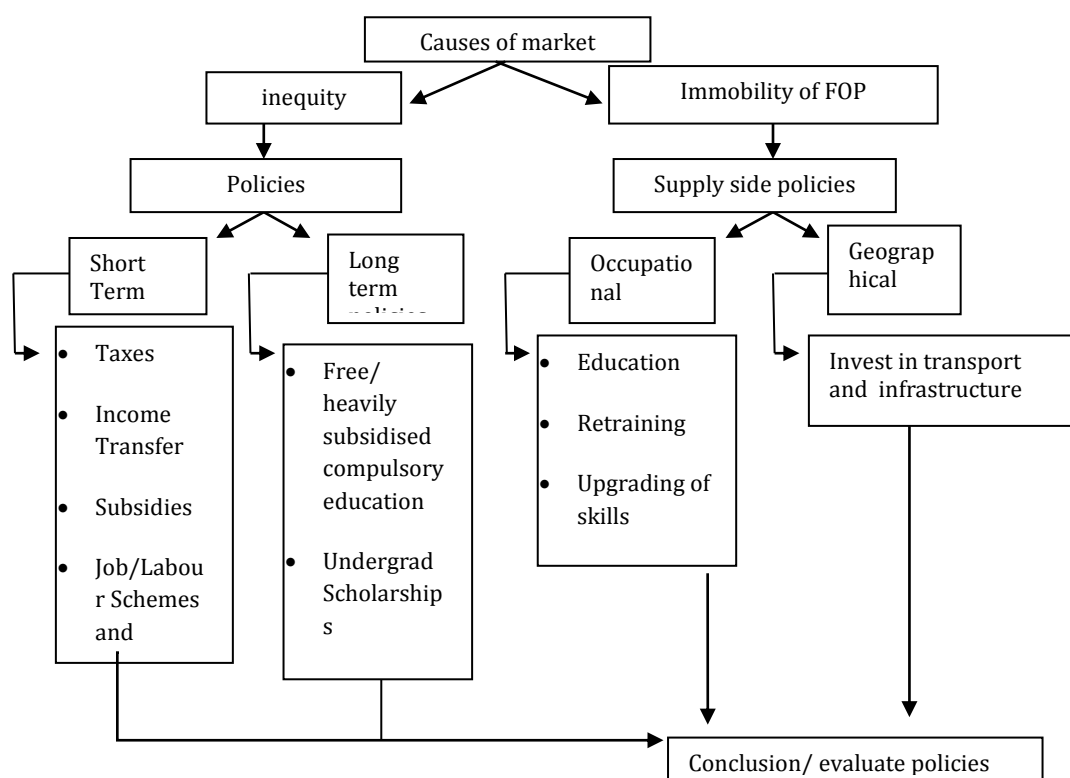 Causes of market
inequity
Immobility of FOP
Policies
Supply side policies
Short
Term
Long
term
policies
Occupatio
nal
Geograp
hical
• Taxes
• Income
Transfer
• Subsidies
• Job/Labou
r Schemes
and
• Free/
heavily
subsidised
compulsory
education
• Undergrad
Scholarship
s
• Education
• Retraining
• Upgrading of
skills
Invest in transport
and infrastructure
Conclusion/ evaluate policies